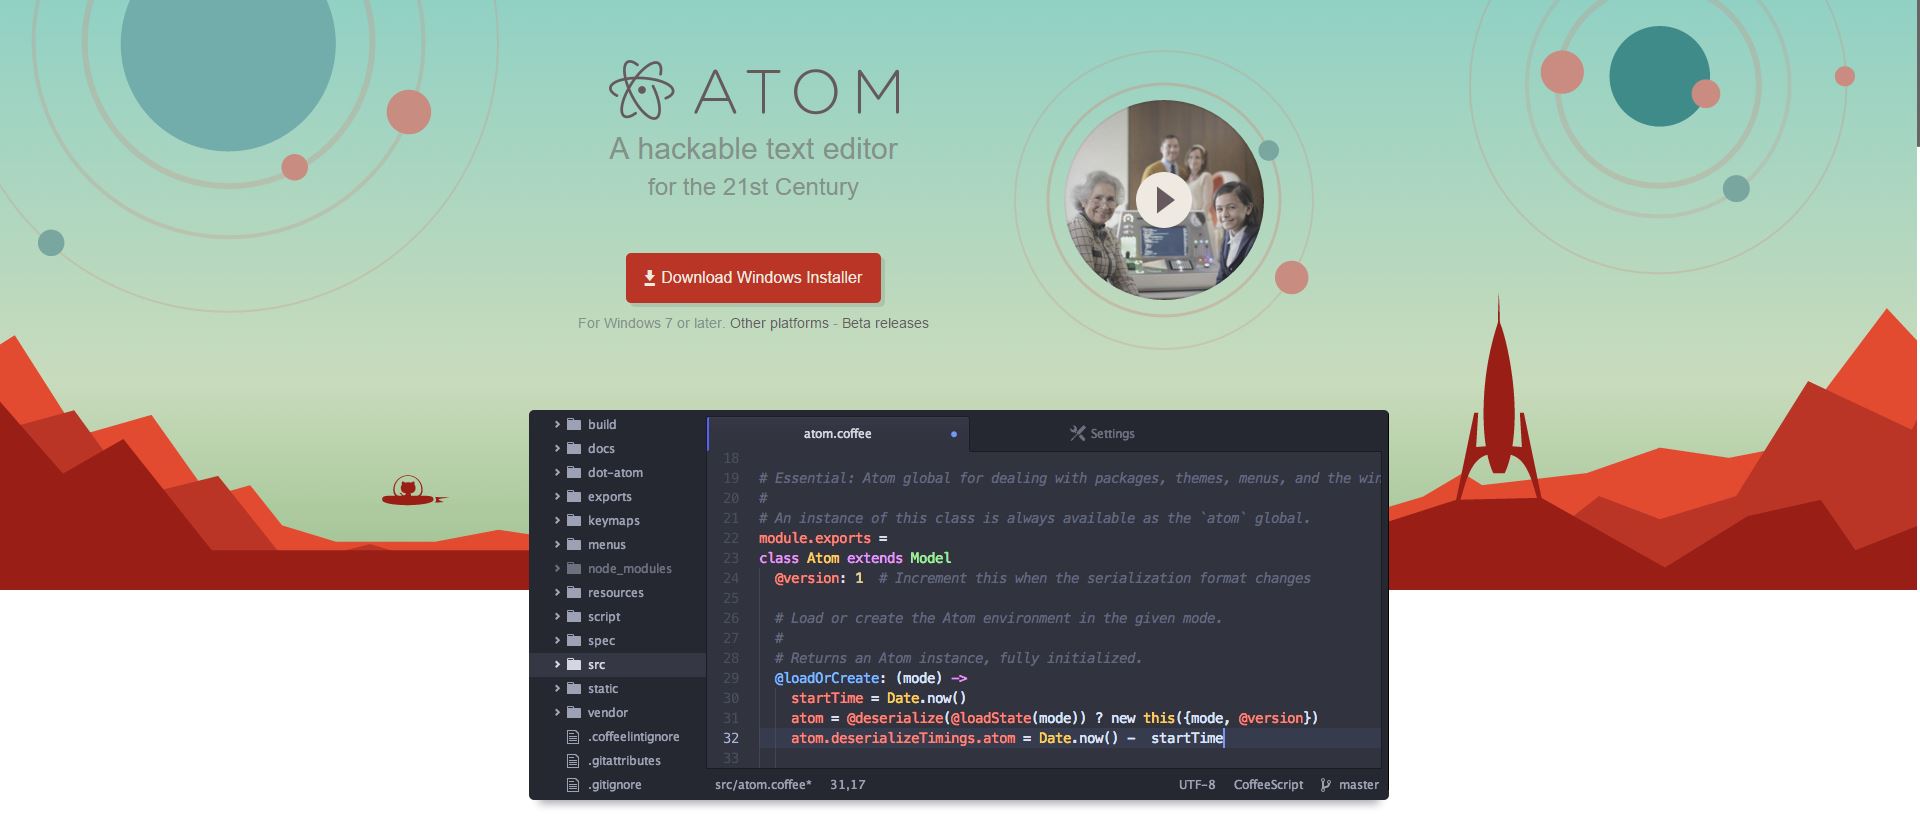 ATOM
A hackable text editor
for the 21st Century
Download Windows Installer
For Windows 7 or later. Other platforms - Beta releases
build
docs
dot-atom
exports
keymaps
menus
node_modules
resources
script
spec
src
static
vendor
.coffeelintignore
.gitattributes
.gitignore
atom.coffee
Settings
18
19 # Essential: Atom global for dealing with packages, themes, menus, and the win
20 #
21 # An instance of this class is always available as the `atom` global.
22 module.exports =
23 class Atom extends Model
24 @version: 1  # Increment this when the serialization format changes
25
26 # Load or create the Atom environment in the given mode.
27 #
28 # Returns an Atom instance, fully initialized.
29 @loadOrCreate: (mode) ->
30 startTime = Date.now()
31 atom = @deserialize(@loadState(mode)) ? new this({mode, @version})
32 atom.deserializeTimings.atom = Date.now() -  startTime
33
src/atom.coffee* 31,17 UTF-8 CoffeeScript master